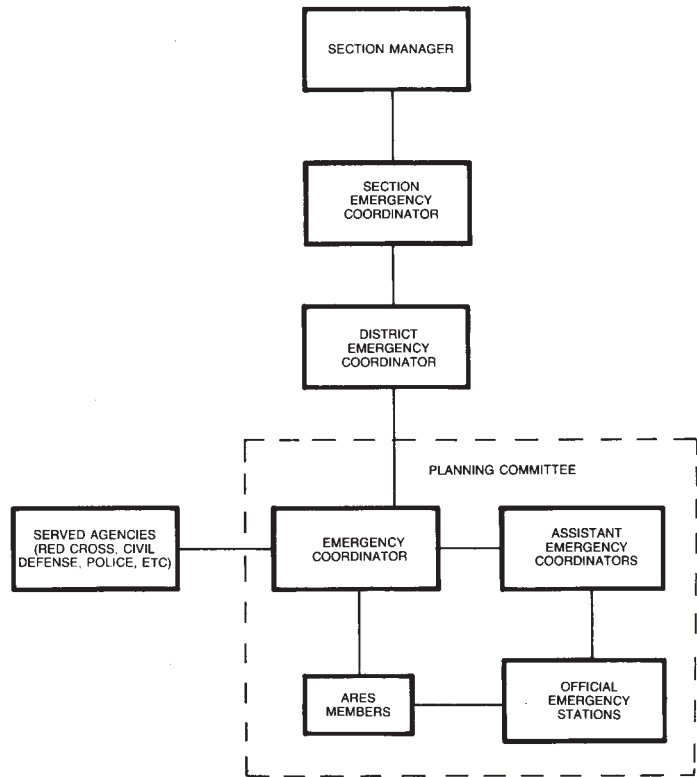 SECTION MANAGER
SECTION
EMERGENCY
COORDINATOR
DISTRICT
EMERGENCY
COORDINATOR
PLANNING COMMITTEE
SERVED AGENCIES
(RED CROSS, CIVIL
DEFENSE, POLICE, ETC)
EMERGENCY
COORDINATOR
ASSISTANT
EMERGENCY
COORDINATORS
ARES
MEMBERS
OFFICIAL
EMERGENCY
STATIONS